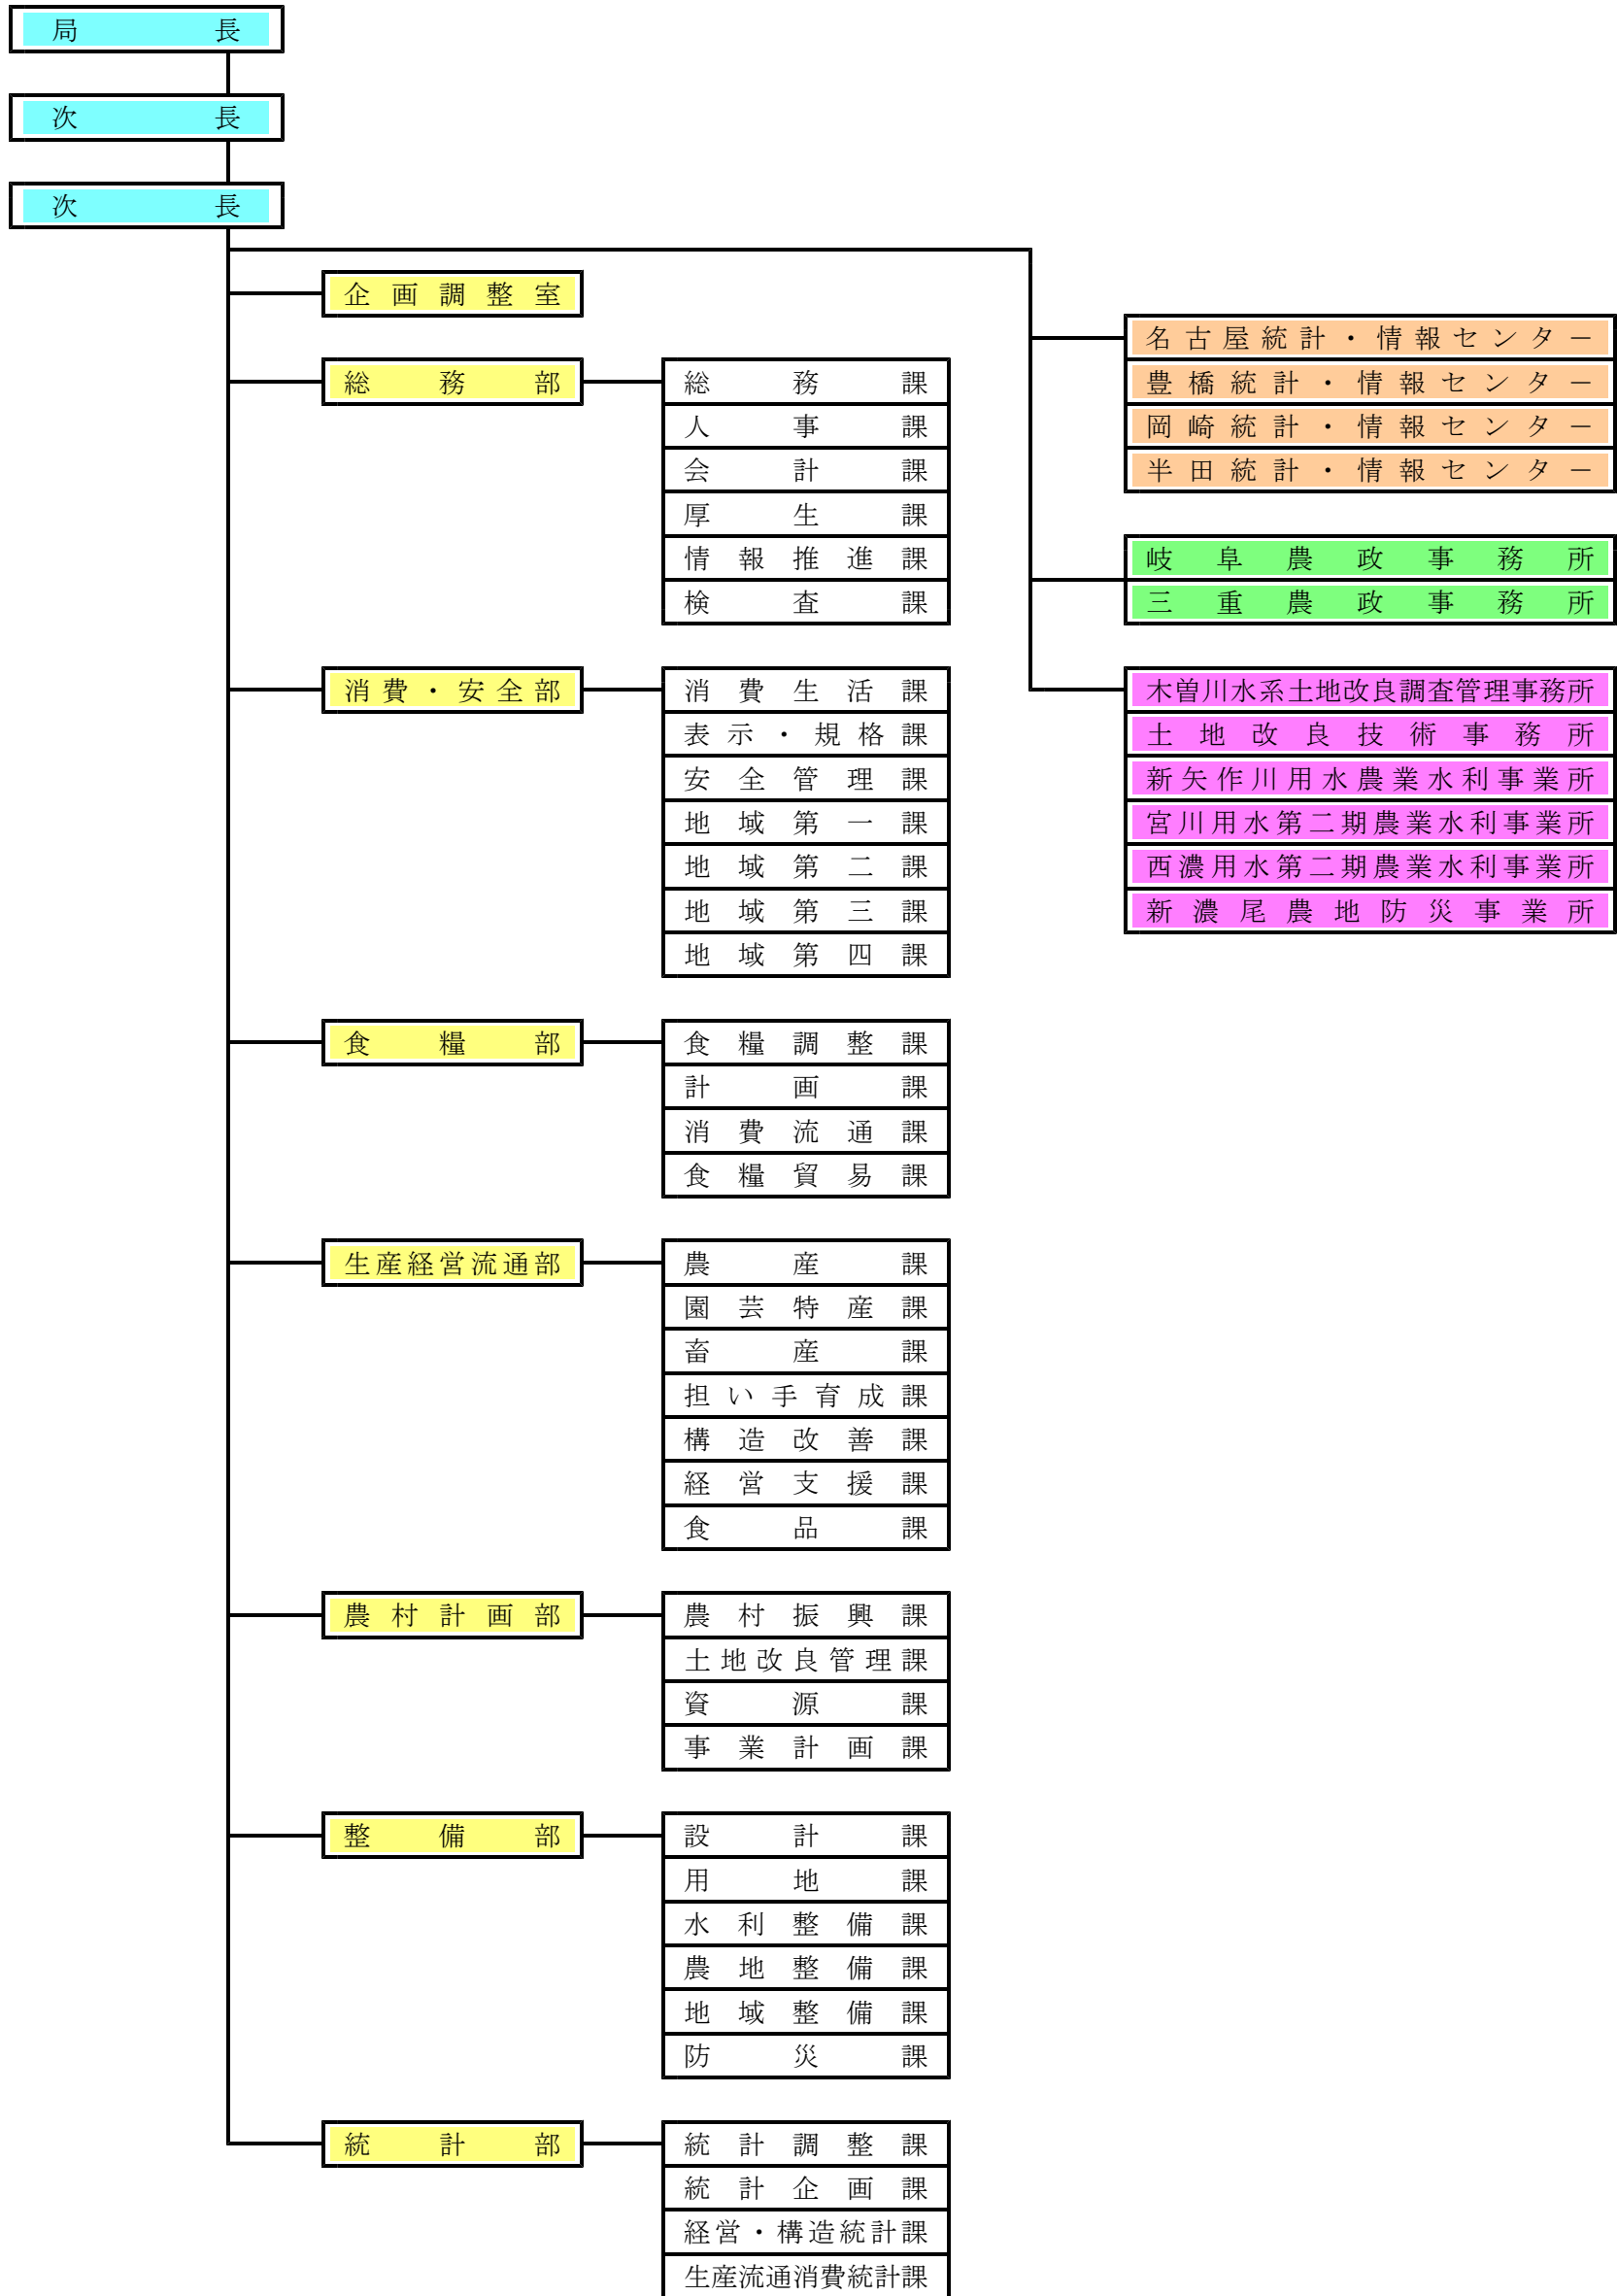 局長
次長
次長
企画調整室
総務部
総務課
人事課
会計課
厚生課
情報推進課
検査課
消費・安全部
消費生活課
表示・規格課
安全管理課
地域第一課
地域第二課
地域第三課
地域第四課
食糧部
食糧調整課
計画課
消費流通課
食糧貿易課
生産経営流通部
農産課
園芸特産課
畜産課
担い手育成課
構造改善課
経営支援課
食品課
農村計画部
農村振興課
土地改良管理課
資源課
事業計画課
整備部
設計課
用地課
水利整備課
農地整備課
地域整備課
防災課
統計部
統計調整課
統計企画課
経営・構造統計課
生産流通消費統計課
名古屋統計・情報センター
豊橋統計・情報センター
岡崎統計・情報センター
半田統計・情報センター
岐阜農政事務所
三重農政事務所
木曽川水系土地改良調査管理事務所
土地改良技術事務所
新矢作川用水農業水利事業所
宮川用水第二期農業水利事業所
西濃用水第二期農業水利事業所
新濃尾農地防災事業所